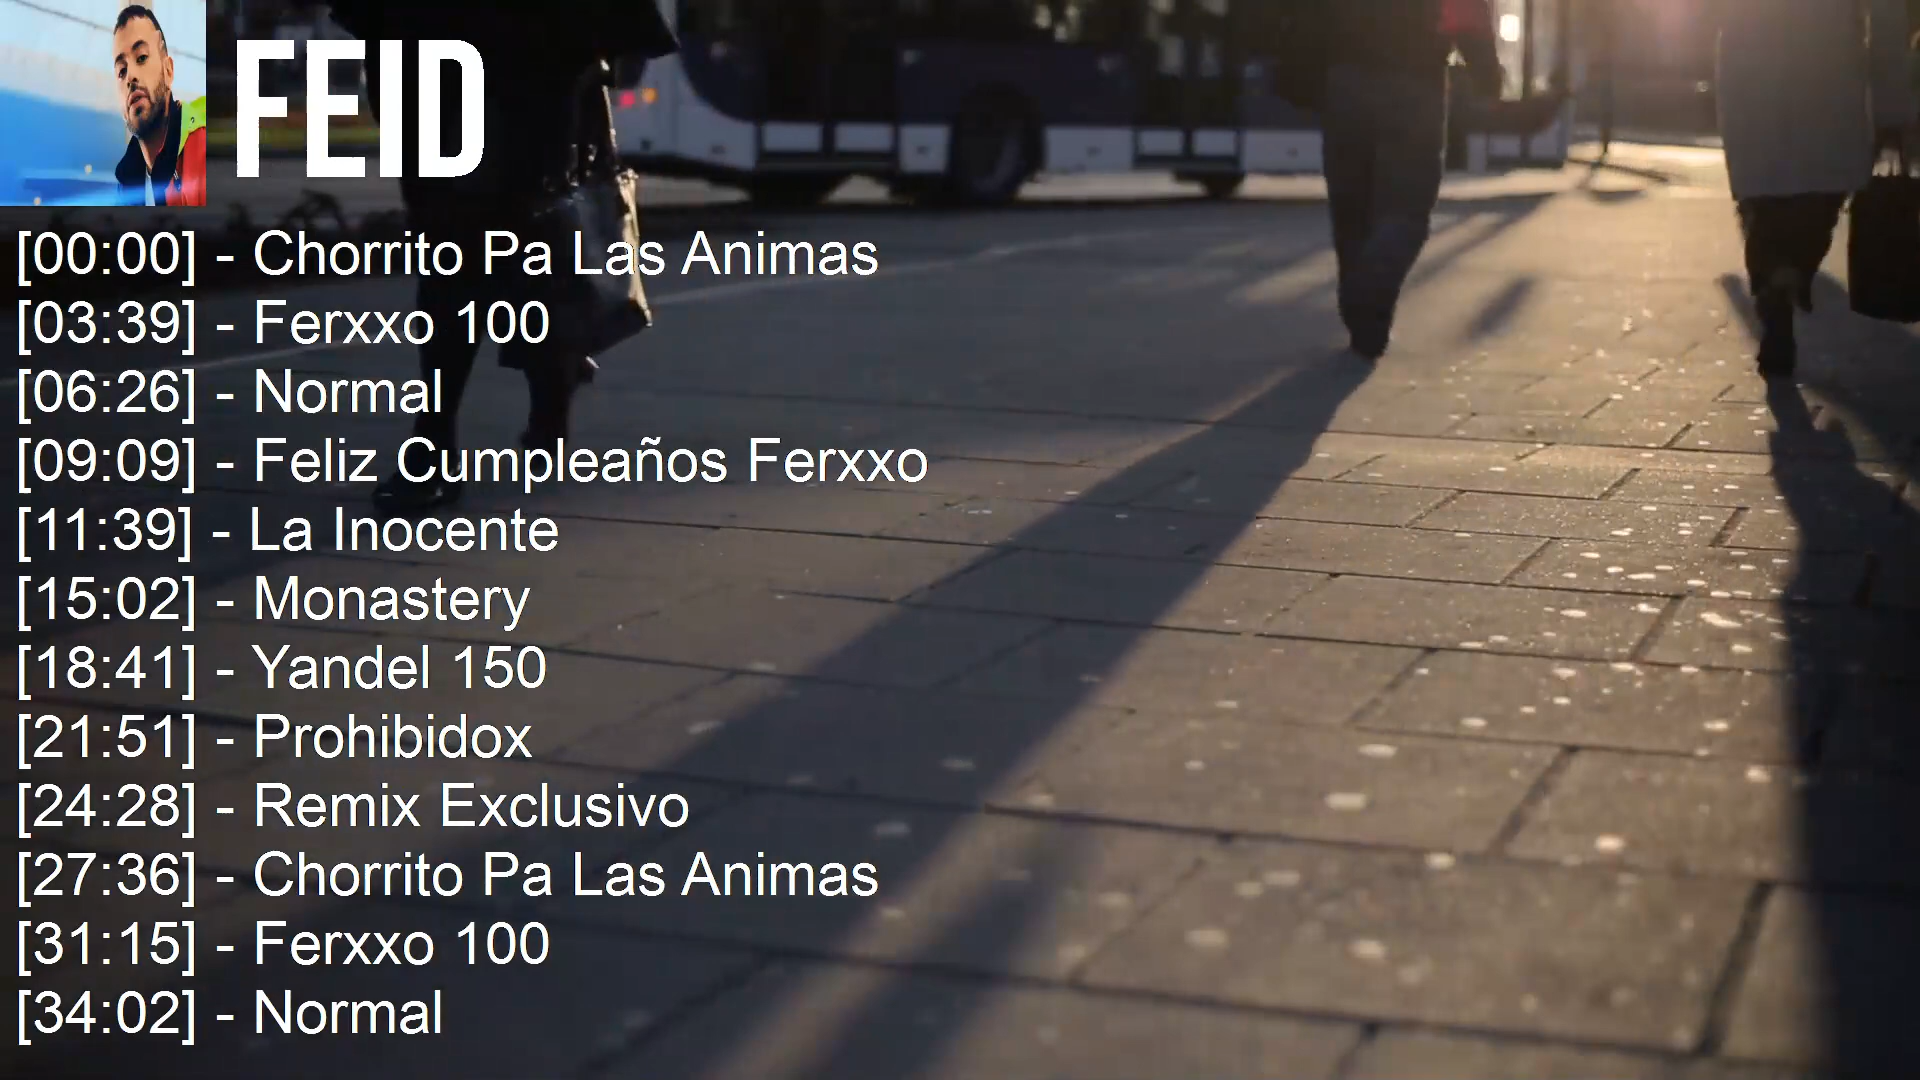 FEID
[00:00] - Chorrito Pa Las Animas
[03:39] - Ferxxo 100
[06:26] - Normal
[09:09] - Feliz Cumpleaños Ferxxo
[11:39] - La Inocente
[15:02] - Monastery
[18:41] - Yandel 150
[21:51] - Prohibidox
[24:28] - Remix Exclusivo
[27:36] - Chorrito Pa Las Animas
[31:15] - Ferxxo 100
[34:02] - Normal